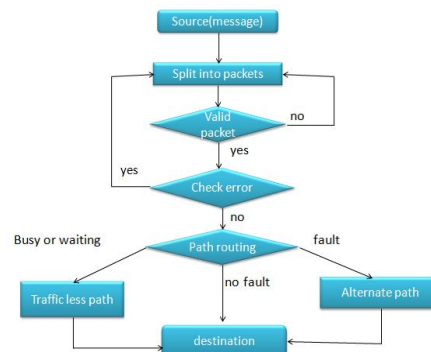 Source(message)
Split into packets
Valid
packet
no
yes
yes
Check error
no
Busy or waiting
Path routing
fault
no fault
Traffic less path
Alternate path
destination